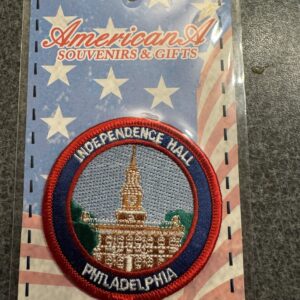 AmericanA
SOUVENIRS & GIFTS
INDEPENDENCE HALL
PHILADELPHIA